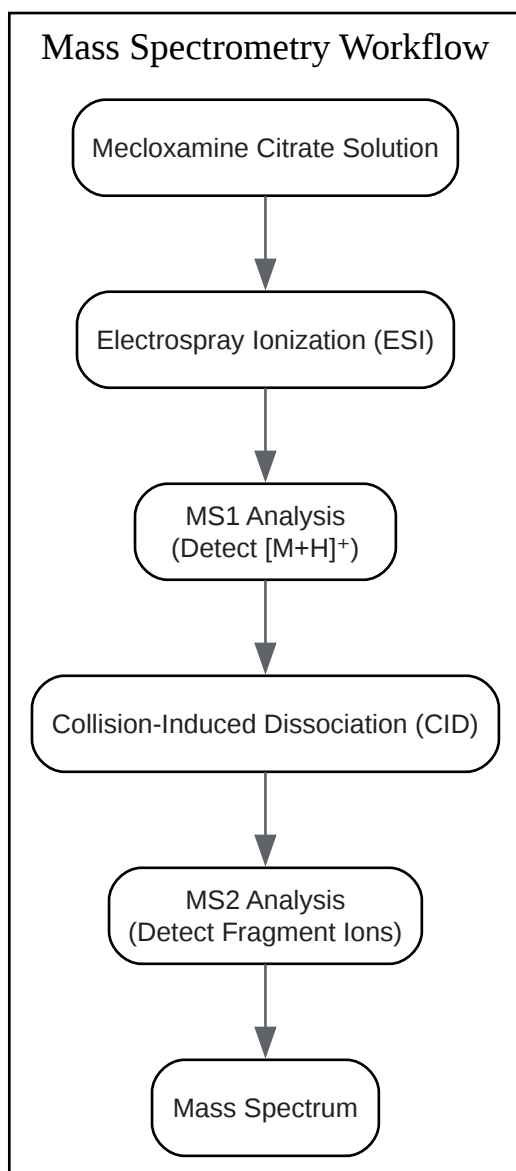 Mass Spectrometry Workflow
Mecloxamine Citrate Solution
Electrospray Ionization (ESI)
MS1 Analysis
(Detect [M+H]⁺)
Collision-Induced Dissociation (CID)
MS2 Analysis
(Detect Fragment Ions)
Mass Spectrum